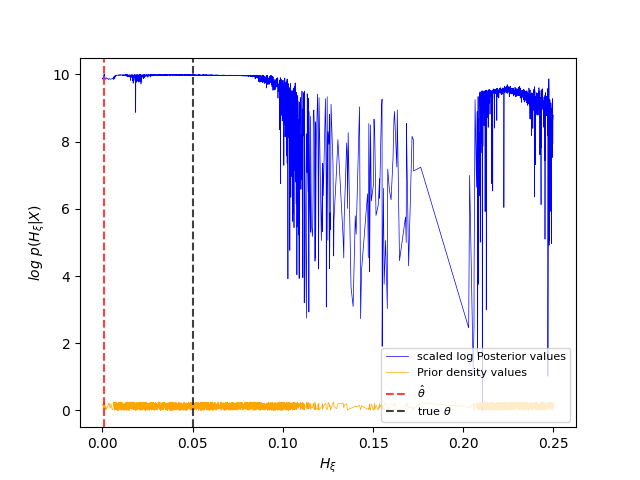 10
8
6
4
2
0
log p(H_ξ|X)
scaled log Posterior values
Prior density values
θ̂
true θ
0.00 0.05 0.10 0.15 0.20 0.25
H_ξ